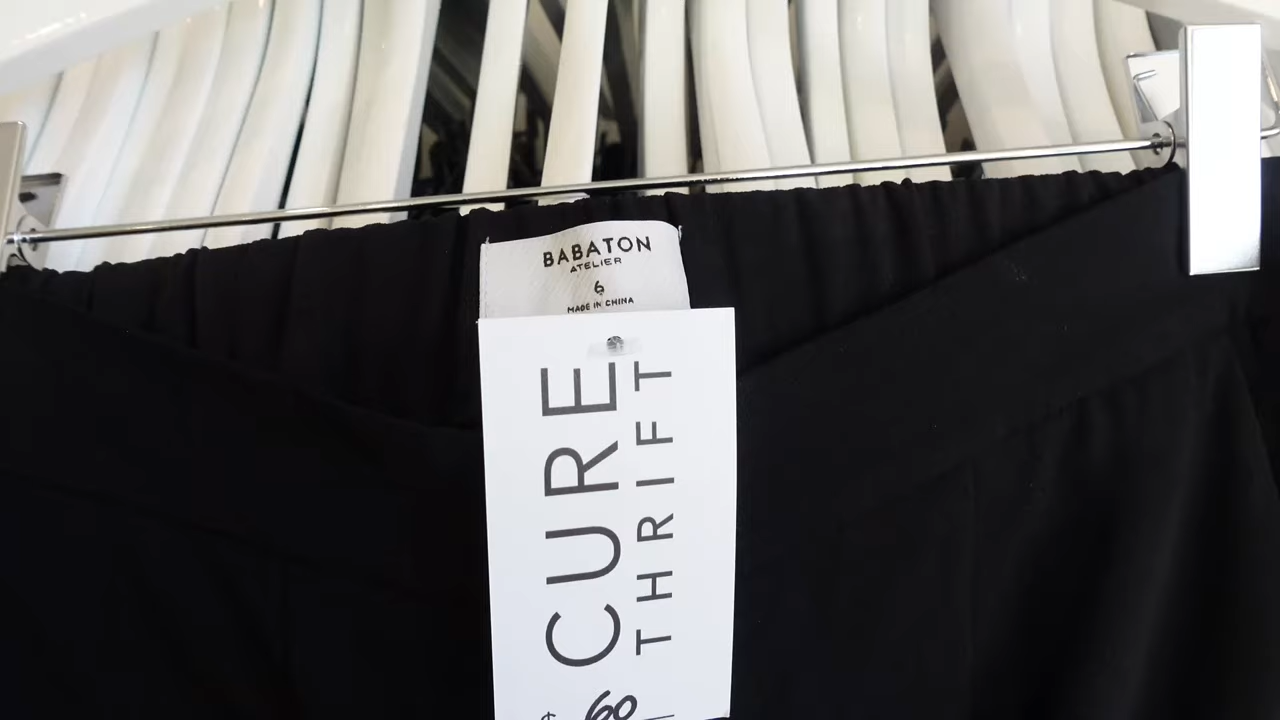 BABATON
ATELIER
6
MADE IN CHINA
CURE
THRIFT
$ 60